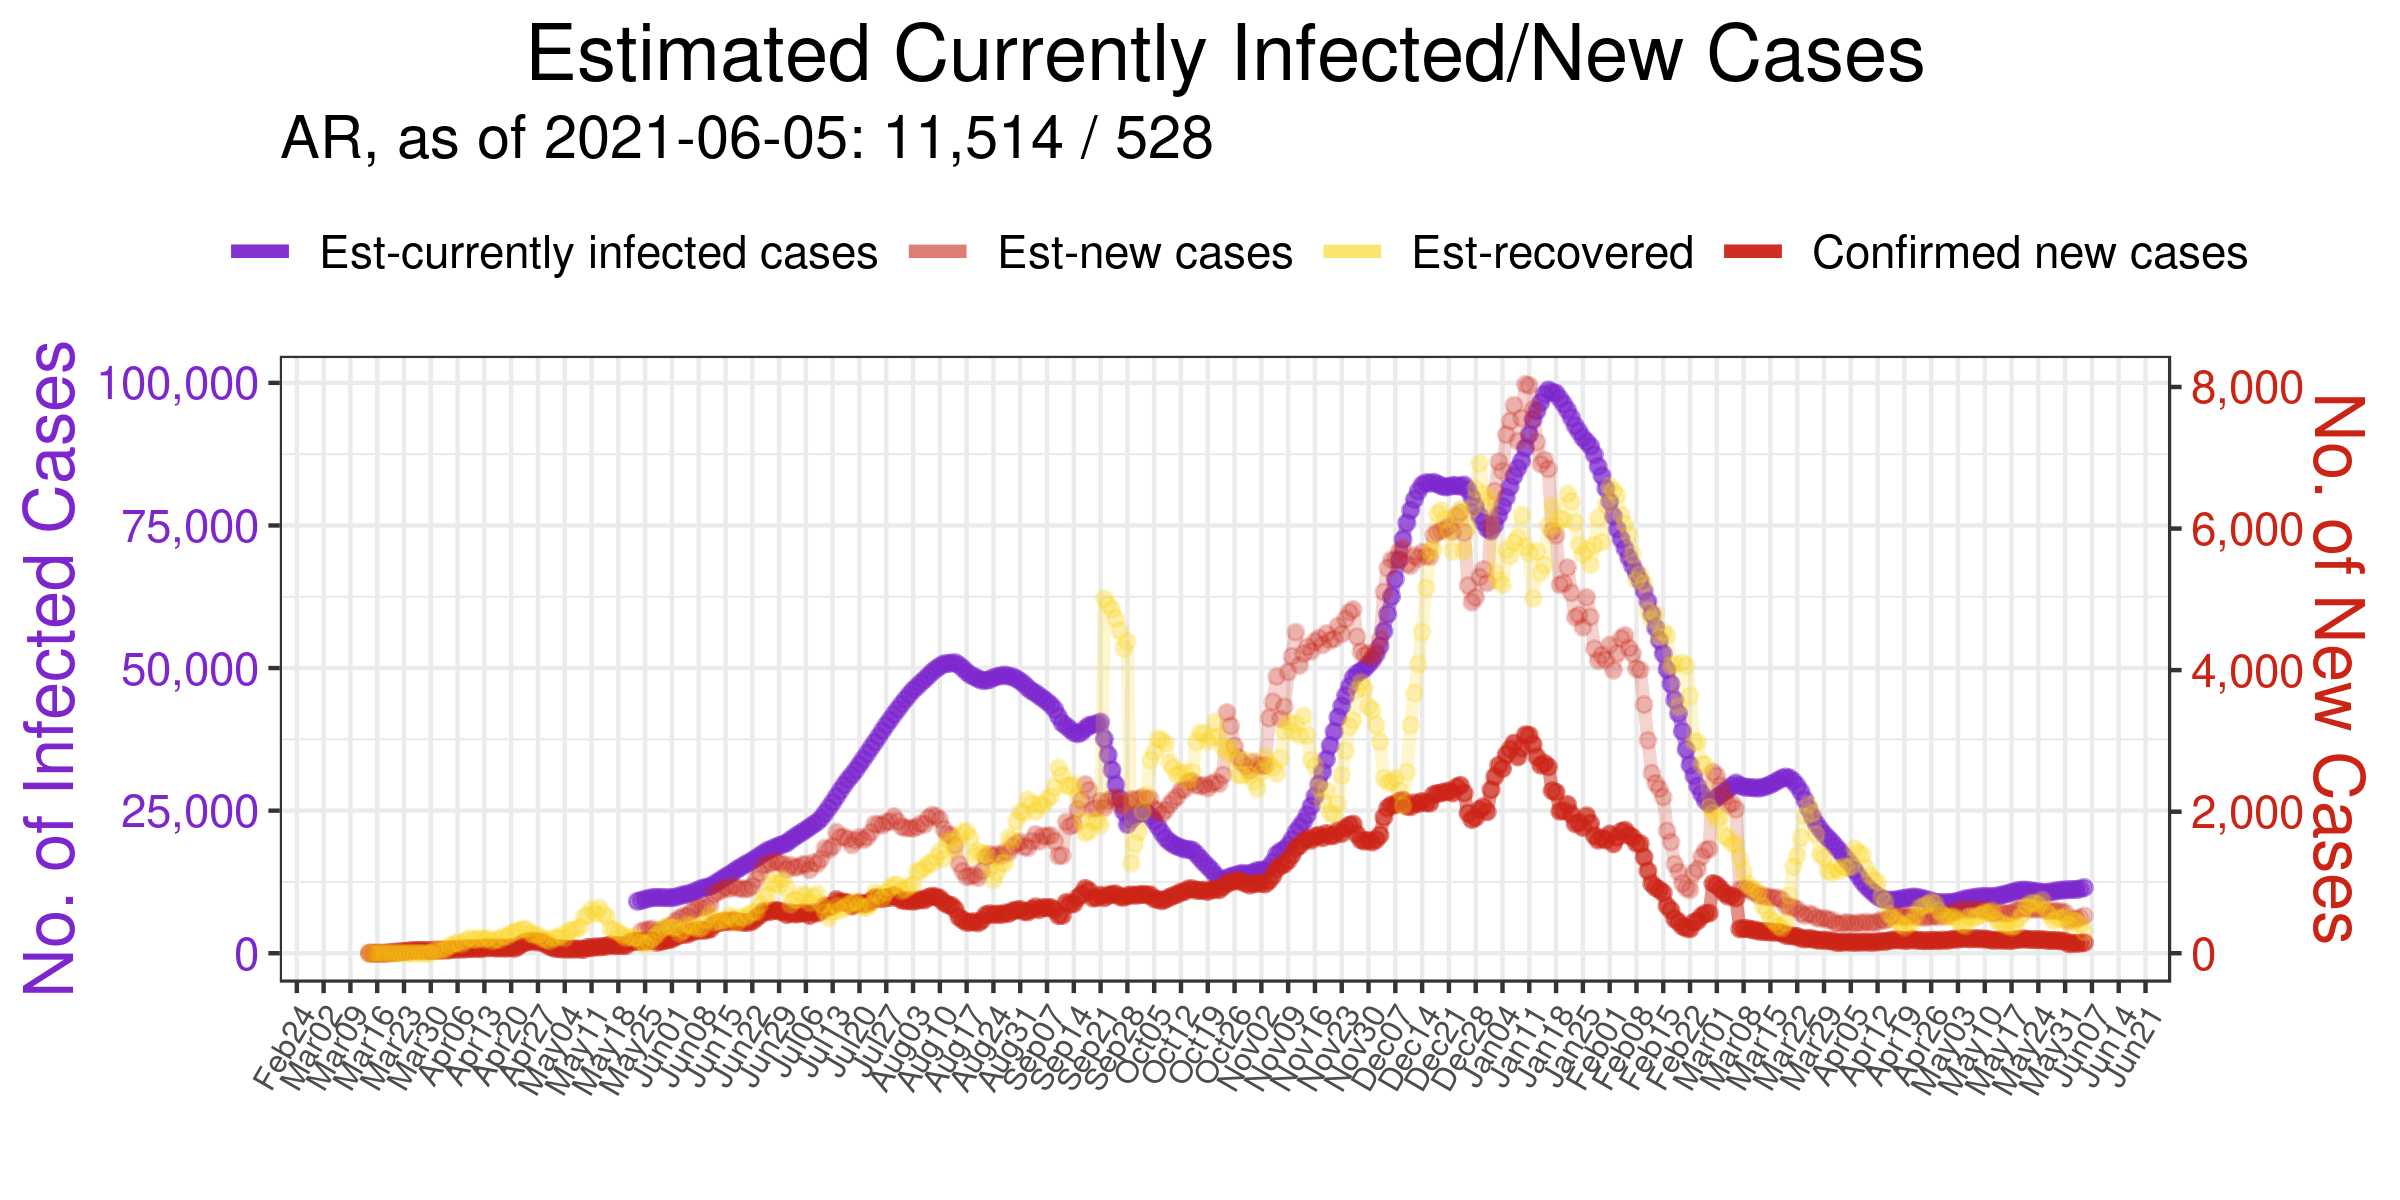 Estimated Currently Infected/New Cases
AR, as of 2021-06-05: 11,514 / 528
Est-currently infected cases Est-new cases Est-recovered Confirmed new cases
No. of Infected Cases
100,000
75,000
50,000
25,000
0
8,000
6,000
4,000
2,000
0
No. of New Cases
Feb24
Mar02
Mar09
Mar16
Mar23
Mar30
Apr06
Apr13
Apr20
Apr27
May04
May11
May18
May25
Jun01
Jun08
Jun15
Jun22
Jun29
Jul06
Jul13
Jul20
Jul27
Aug03
Aug10
Aug17
Aug24
Aug31
Sep07
Sep14
Sep21
Sep28
Oct05
Oct12
Oct19
Oct26
Nov02
Nov09
Nov16
Nov23
Nov30
Dec07
Dec14
Dec21
Dec28
Jan04
Jan11
Jan18
Jan25
Feb01
Feb08
Feb15
Feb22
Mar01
Mar08
Mar15
Mar22
Mar29
Apr05
Apr12
Apr19
Apr26
May03
May10
May17
May24
May31
Jun07
Jun14
Jun21